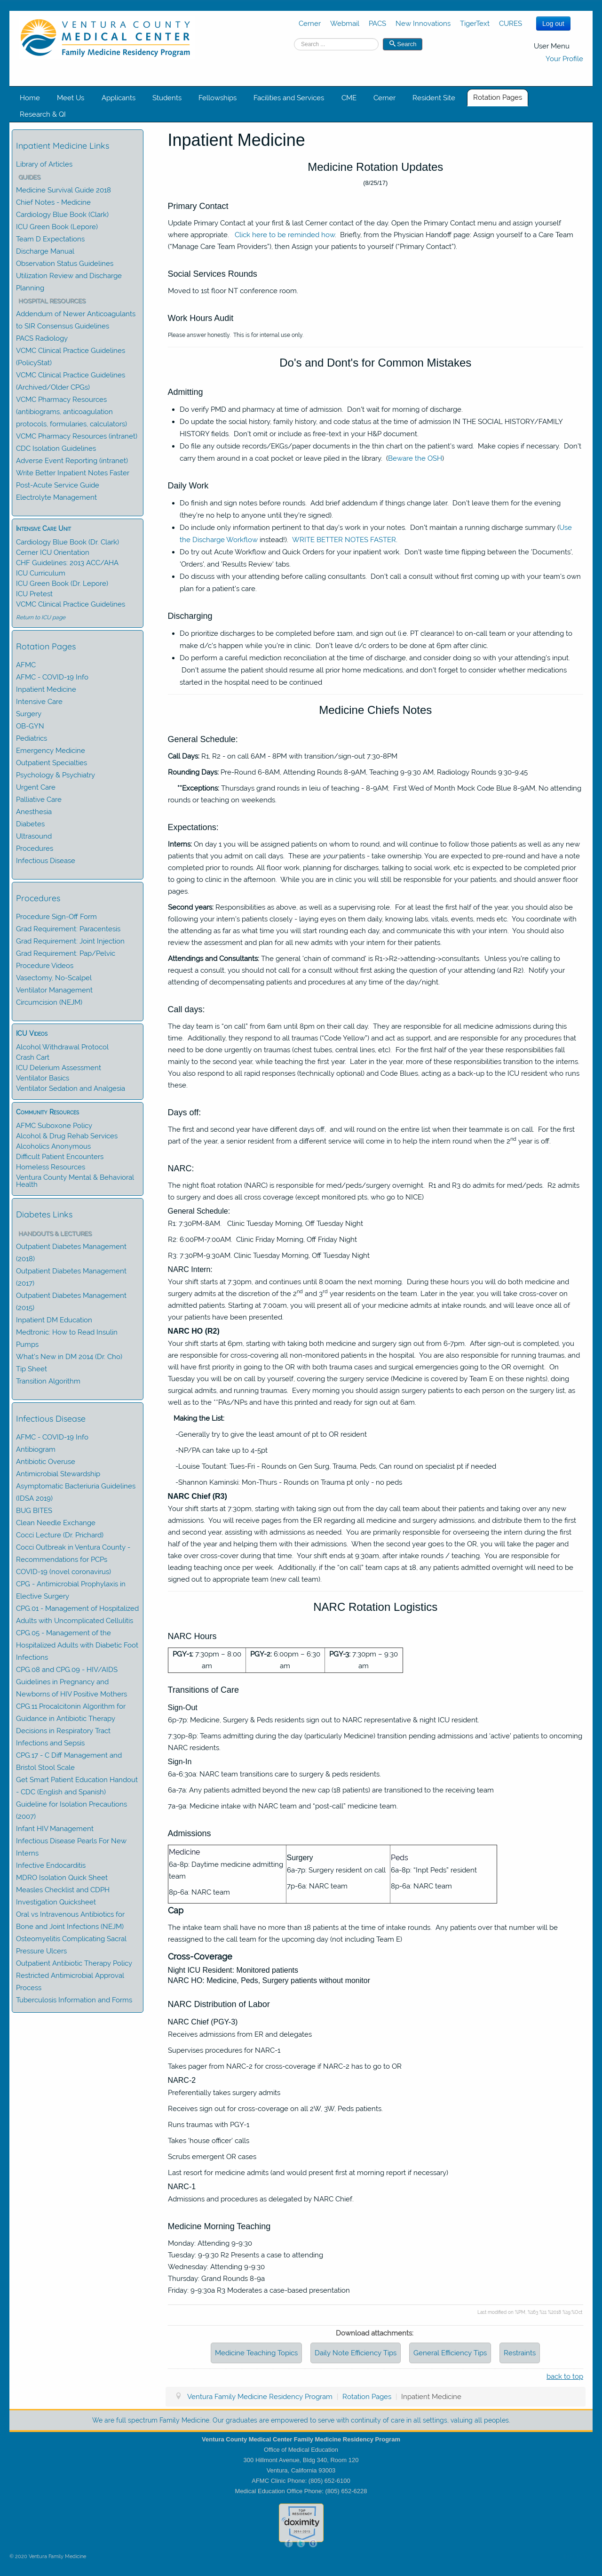 VENTURA COUNTY
MEDICAL CENTER
Family Medicine Residency Program
Cerner Webmail PACS New Innovations TigerText CURES
Log out
Search ...
Search
User Menu
Your Profile
Home Meet Us Applicants Students Fellowships Facilities and Services CME Cerner Resident Site Rotation Pages
Research & QI
Inpatient Medicine Links
Library of Articles
GUIDES
Medicine Survival Guide 2018
Chief Notes - Medicine
Cardiology Blue Book (Clark)
ICU Green Book (Lepore)
Team D Expectations
Discharge Manual
Observation Status Guidelines
Utilization Review and Discharge
Planning
HOSPITAL RESOURCES
Addendum of Newer Anticoagulants
to SIR Consensus Guidelines
PACS Radiology
VCMC Clinical Practice Guidelines
(PolicyStat)
VCMC Clinical Practice Guidelines
(Archived/Older CPGs)
VCMC Pharmacy Resources
(antibiograms, anticoagulation
protocols, formularies, calculators)
VCMC Pharmacy Resources (intranet)
CDC Isolation Guidelines
Adverse Event Reporting (intranet)
Write Better Inpatient Notes Faster
Post-Acute Service Guide
Electrolyte Management
Intensive Care Unit
Cardiology Blue Book (Dr. Clark)
Cerner ICU Orientation
CHF Guidelines: 2013 ACC/AHA
ICU Curriculum
ICU Green Book (Dr. Lepore)
ICU Pretest
VCMC Clinical Practice Guidelines
Return to ICU page
Rotation Pages
AFMC
AFMC - COVID-19 Info
Inpatient Medicine
Intensive Care
Surgery
OB-GYN
Pediatrics
Emergency Medicine
Outpatient Specialties
Psychology & Psychiatry
Urgent Care
Palliative Care
Anesthesia
Diabetes
Ultrasound
Procedures
Infectious Disease
Procedures
Procedure Sign-Off Form
Grad Requirement: Paracentesis
Grad Requirement: Joint Injection
Grad Requirement: Pap/Pelvic
Procedure Videos
Vasectomy, No-Scalpel
Ventilator Management
Circumcision (NEJM)
ICU Videos
Alcohol Withdrawal Protocol
Crash Cart
ICU Delerium Assessment
Ventilator Basics
Ventilator Sedation and Analgesia
Community Resources
AFMC Suboxone Policy
Alcohol & Drug Rehab Services
Alcoholics Anonymous
Difficult Patient Encounters
Homeless Resources
Ventura County Mental & Behavioral
Health
Diabetes Links
HANDOUTS & LECTURES
Outpatient Diabetes Management
(2018)
Outpatient Diabetes Management
(2017)
Outpatient Diabetes Management
(2015)
Inpatient DM Education
Medtronic: How to Read Insulin
Pumps
What's New in DM 2014 (Dr. Cho)
Tip Sheet
Transition Algorithm
Infectious Disease
AFMC - COVID-19 Info
Antibiogram
Antibiotic Overuse
Antimicrobial Stewardship
Asymptomatic Bacteriuria Guidelines
(IDSA 2019)
BUG BITES
Clean Needle Exchange
Cocci Lecture (Dr. Prichard)
Cocci Outbreak in Ventura County -
Recommendations for PCPs
COVID-19 (novel coronavirus)
CPG - Antimicrobial Prophylaxis in
Elective Surgery
CPG.01 - Management of Hospitalized
Adults with Uncomplicated Cellulitis
CPG.05 - Management of the
Hospitalized Adults with Diabetic Foot
Infections
CPG.08 and CPG.09 - HIV/AIDS
Guidelines in Pregnancy and
Newborns of HIV Positive Mothers
CPG.11 Procalcitonin Algorithm for
Guidance in Antibiotic Therapy
Decisions in Respiratory Tract
Infections and Sepsis
CPG.17 - C Diff Management and
Bristol Stool Scale
Get Smart Patient Education Handout
- CDC (English and Spanish)
Guideline for Isolation Precautions
(2007)
Infant HIV Management
Infectious Disease Pearls For New
Interns
Infective Endocarditis
MDRO Isolation Quick Sheet
Measles Checklist and CDPH
Investigation Quicksheet
Oral vs Intravenous Antibiotics for
Bone and Joint Infections (NEJM)
Osteomyelitis Complicating Sacral
Pressure Ulcers
Outpatient Antibiotic Therapy Policy
Restricted Antimicrobial Approval
Process
Tuberculosis Information and Forms
Inpatient Medicine
Medicine Rotation Updates
(8/25/17)
Primary Contact
Update Primary Contact at your first & last Cerner contact of the day. Open the Primary Contact menu and assign yourself
where appropriate. Click here to be reminded how. Briefly, from the Physician Handoff page: Assign yourself to a Care Team
("Manage Care Team Providers"), then Assign your patients to yourself ("Primary Contact").
Social Services Rounds
Moved to 1st floor NT conference room.
Work Hours Audit
Please answer honestly. This is for internal use only.
Do's and Dont's for Common Mistakes
Admitting
Do verify PMD and pharmacy at time of admission. Don't wait for morning of discharge.
Do update the social history, family history, and code status at the time of admission IN THE SOCIAL HISTORY/FAMILY
HISTORY fields. Don't omit or include as free-text in your H&P document.
Do file any outside records/EKGs/paper documents in the thin chart on the patient's ward. Make copies if necessary. Don't
carry them around in a coat pocket or leave piled in the library. (Beware the OSH)
Daily Work
Do finish and sign notes before rounds. Add brief addendum if things change later. Don't leave them for the evening
(they're no help to anyone until they're signed).
Do include only information pertinent to that day's work in your notes. Don't maintain a running discharge summary (Use
the Discharge Workflow instead!). WRITE BETTER NOTES FASTER.
Do try out Acute Workflow and Quick Orders for your inpatient work. Don't waste time flipping between the 'Documents',
'Orders', and 'Results Review' tabs.
Do discuss with your attending before calling consultants. Don't call a consult without first coming up with your team's own
plan for a patient's care.
Discharging
Do prioritize discharges to be completed before 11am, and sign out (i.e. PT clearance) to on-call team or your attending to
make d/c's happen while you're in clinic. Don't leave d/c orders to be done at 6pm after clinic.
Do perform a careful medication reconciliation at the time of discharge, and consider doing so with your attending's input.
Don't assume the patient should resume all prior home medications, and don't forget to consider whether medications
started in the hospital need to be continued
Medicine Chiefs Notes
General Schedule:
Call Days: R1, R2 - on call 6AM - 8PM with transition/sign-out 7:30-8PM
Rounding Days: Pre-Round 6-8AM, Attending Rounds 8-9AM, Teaching 9-9:30 AM, Radiology Rounds 9:30-9:45
**Exceptions: Thursdays grand rounds in leiu of teaching - 8-9AM. First Wed of Month Mock Code Blue 8-9AM, No attending
rounds or teaching on weekends.
Expectations:
Interns: On day 1 you will be assigned anywhere from 6-10 patients on whom to round, and will continue to follow these patients as well as any new
patients that you admit on call days. These are your patients - take ownership. You are expected to pre-round and have a note
completed prior to rounds. All floor work, planning for discharges, talking to social work, etc is expected to be completed prior
to going to clinic in the afternoon. While you are in clinic you will still be responsible for your patients, and should answer floor
pages.
Second years: Responsibilities as above, as well as a supervising role. For at least the first half of the year, you should follow
your intern's patients closely - laying eyes on them daily, knowing labs, vitals, events, meds etc. You should coordinate with
the attending as far as what time you would like to start rounding each day, and communicate this with your intern. You
should review the assessment and plan for all new admits with your intern for all of their new patients.
Attendings and Consultants: The general 'chain of command' is R1->R2->attending->consultants. Unless you're calling to
request a consult, you should not call for a consult without first asking the question of your attending (and R2). Notify your
attending of decompensating patients and procedures at any time of the day/night.
Call days:
The day team is "on call" from 6am until 8pm on their call day. They are responsible for all medicine admissions during this
time. Additionally, they respond to all traumas ("Code Yellow") and act as support, but also are responsible for any procedures that
need to be done urgently on traumas (chest tubes, central lines, etc). For the first half of the year these responsibilities fall
mainly to the second year, while teaching the first year. Later in the year, more of the responsibilities fall to the interns.
You also respond to all rapid responses (technically optional) and Code Blues, acting as a back-up to the ICU resident who runs
these.
Days off:
The first and second year have different days off, and will round on the entire list when their teammate is on call. For the first
part of the year, a senior resident from a different service will come in to help the intern round when the 2nd year is off.
NARC:
The night float rotation (NARC) is responsible for med/peds/surgery overnight. R1 and R3 do admits for med/peds. R2 admits
to surgery and does all cross coverage (except monitored pts, who go to NICE)
General Schedule:
R1: 7:30PM-8AM. Clinic Tuesday Morning, Off Tuesday Night
R2: 6:00PM-7:00AM. Clinic Friday Morning, Off Friday Night
R3: 7:30PM-9:30AM. Clinic Tuesday Morning, Off Tuesday Night
NARC Intern:
Your shift starts at 7:30pm, and continues until 8:00am the next morning. During these hours you will do both medicine and
surgery admits at the discretion of the 2nd and 3rd year residents on the team. Later in the year, you will take cross-cover on
admitted patients. Starting at 7:00am, you will present all of your medicine admits at intake rounds, and will leave once all of
your patients have been presented.
NARC HO (R2)
Your shift starts at 6pm, starting with taking both medicine and surgery sign out from 6-7pm. After sign-out is completed, you
are responsible for cross-covering all non-monitored patients in the hospital. You are also responsible for all surgery admits,
and will have first priority in going to the OR with both trauma cases and surgical emergencies going to the OR overnight. On
Tuesday you will be on call by yourself, covering the surgery service (Medicine is covered by Team E on these nights), doing
surgical admits, and running traumas. Every morning you should assign surgery patients to each person on surgery, including the attendings
as well as the **PAs/NPs and have this printed and ready for sign out at 6am.
Making the List:
-Generally try to give the least amount of pt to OR resident
-NP/PA can take up to 4-5pt
-Louise Toutant: Tues-Fri - Rounds on Gen Surg, Trauma, Peds, Can round on specialist pt if needed
-Shannon Kaminski: Mon-Thurs - Rounds on Trauma pt only - no peds
NARC Chief (R3)
Your shift starts at 7:30pm, starting with taking sign out from the day call team about their patients and taking over any new
admissions. You will receive pages from the ER regarding all medicine and surgery admissions, and distribute them to the first
and second year, assisting with admissions as needed. You are primarily responsible for overseeing the intern through the first
half of the year, and helping them with their admissions. When the second year goes to the OR, you will take the pager and
take over cross-cover during that time. Your shift ends at 9:30am, after intake rounds / teaching. You are responsible for
leading teaching once per week. Additionally, if the "on call" team caps at 18, any patients admitted overnight will need to be
signed out to appropriate team (new call team)
NARC Rotation Logistics
NARC Hours
PGY-1: 7:30pm – 8:00 am PGY-2: 6:00pm – 6:30 am PGY-3: 7:30pm – 9:30 am
Transitions of Care
Sign-Out
6p-7p: Medicine, Surgery & Peds residents sign out to NARC representative & night ICU resident.
7:30p-8p: Teams admitting during the day (particularly Medicine) transition pending admissions and 'active' patients to oncoming
NARC residents.
Sign-In
6a-6:30a: NARC team transitions care to surgery & peds residents.
6a-7a: Any patients admitted beyond the new cap (18 patients) are transitioned to the receiving team
7a-9a: Medicine intake with NARC team and "post-call" medicine team.
Admissions
Medicine
6a-8p: Daytime medicine admitting
team
8p-6a: NARC team
Surgery
6a-7p: Surgery resident on call
7p-6a: NARC team
Peds
6a-8p: "Inpt Peds" resident
8p-6a: NARC team
Cap
The intake team shall have no more than 18 patients at the time of intake rounds. Any patients over that number will be
reassigned to the call team for the upcoming day (not including Team E)
Cross-Coverage
Night ICU Resident: Monitored patients
NARC HO: Medicine, Peds, Surgery patients without monitor
NARC Distribution of Labor
NARC Chief (PGY-3)
Receives admissions from ER and delegates
Supervises procedures for NARC-1
Takes pager from NARC-2 for cross-coverage if NARC-2 has to go to OR
NARC-2
Preferentially takes surgery admits
Receives sign out for cross-coverage on all 2W, 3W, Peds patients.
Runs traumas with PGY-1
Takes 'house officer' calls
Scrubs emergent OR cases
Last resort for medicine admits (and would present first at morning report if necessary)
NARC-1
Admissions and procedures as delegated by NARC Chief.
Medicine Morning Teaching
Monday: Attending 9-9:30
Tuesday: 9-9:30 R2 Presents a case to attending
Wednesday: Attending 9-9:30
Thursday: Grand Rounds 8-9a
Friday: 9-9:30a R3 Moderates a case-based presentation
Download attachments:
Medicine Teaching Topics Daily Note Efficiency Tips General Efficiency Tips Restraints
back to top
Ventura Family Medicine Residency Program | Rotation Pages | Inpatient Medicine
We are full spectrum Family Medicine. Our graduates are empowered to serve with continuity of care in all settings, valuing all peoples.
Ventura County Medical Center Family Medicine Residency Program
Office of Medical Education
300 Hillmont Avenue, Bldg 340, Room 120
Ventura, California 93003
AFMC Clinic Phone: (805) 652-6100
Medical Education Office Phone: (805) 652-6228
TOP
RESIDENCY
doximity
2014-2015
© 2020 Ventura Family Medicine